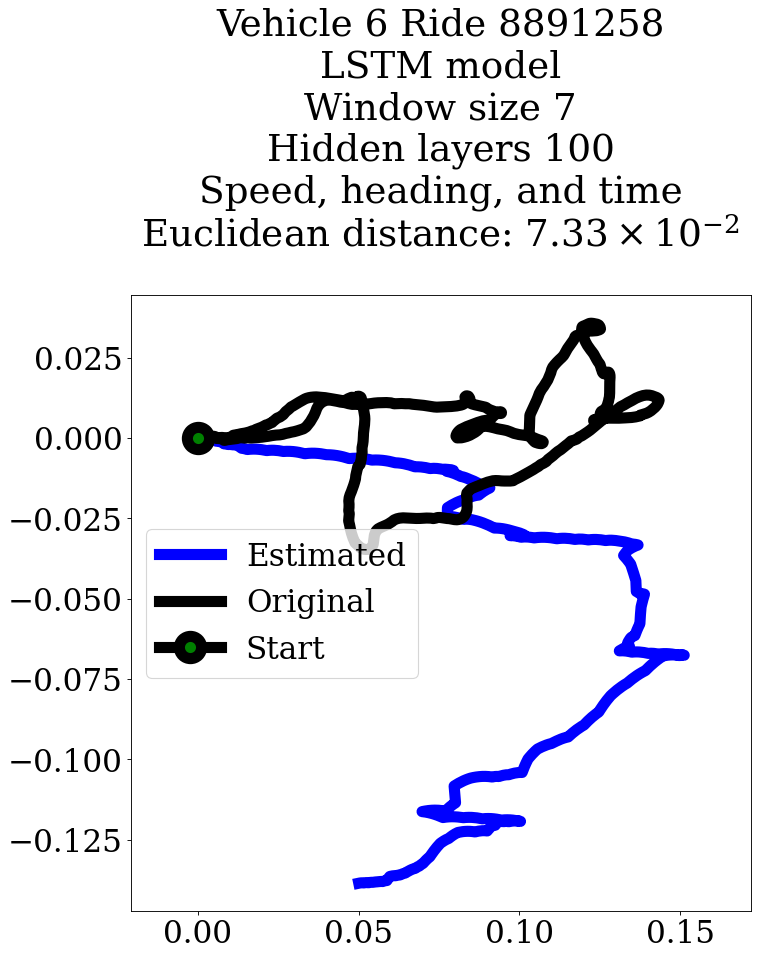 Vehicle 6 Ride 8891258
LSTM model
Window size 7
Hidden layers 100
Speed, heading, and time
Euclidean distance: 7.33 × 10⁻²
0.025
0.000
−0.025
−0.050
−0.075
−0.100
−0.125
Estimated
Original
Start
0.00 0.05 0.10 0.15